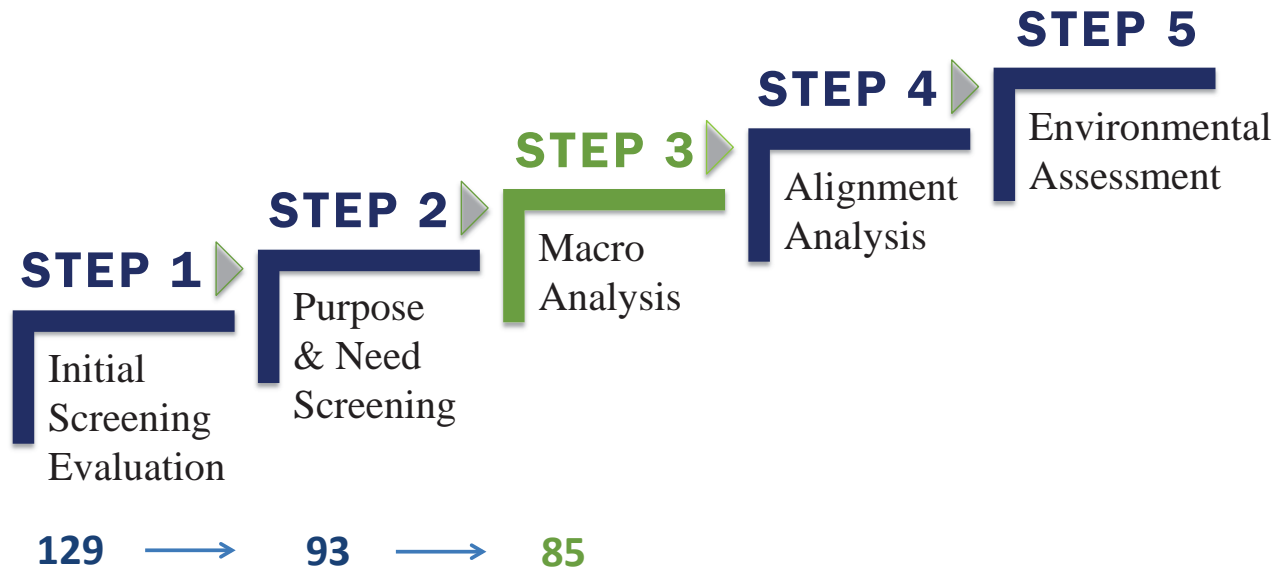 STEP 1
Initial
Screening
Evaluation
STEP 2
Purpose
& Need
Screening
STEP 3
Macro
Analysis
STEP 4
Alignment
Analysis
STEP 5
Environmental
Assessment
129
93
85